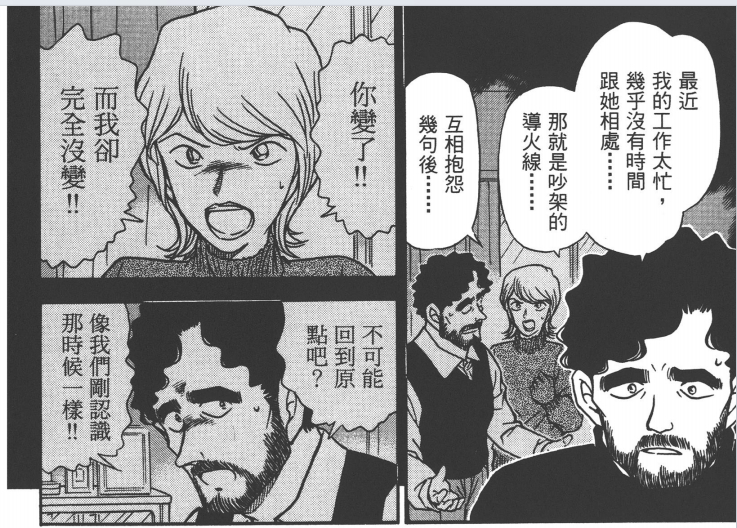 最近
我的工作太忙，
幾乎沒有時間
跟她相處……
那就是吵架的
導火線……
互相抱怨
幾句後……
你變了!!
而我卻
完全沒變!!
不可能
回到原
點吧？
像我們剛認識
那時候一樣!!